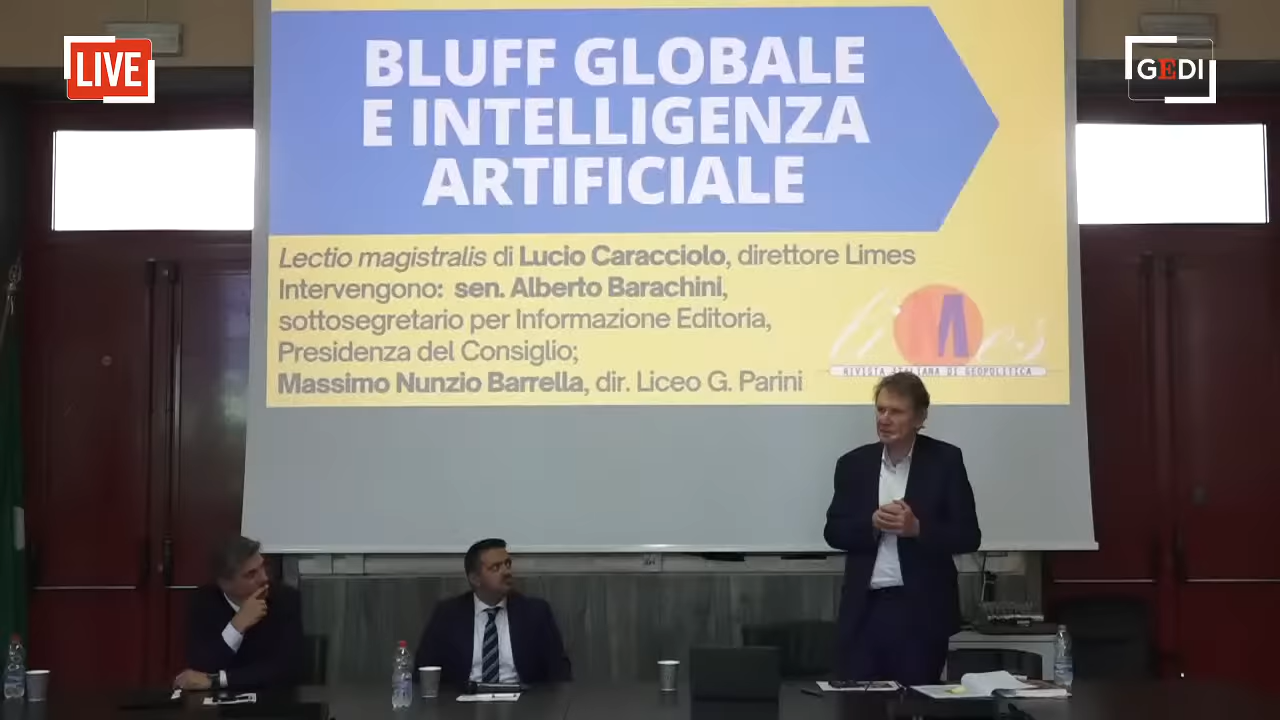 LIVE
GEDI
BLUFF GLOBALE
E INTELLIGENZA
ARTIFICIALE
Lectio magistralis di Lucio Caracciolo, direttore Limes
Intervengono: sen. Alberto Barachini,
sottosegretario per Informazione Editoria,
Presidenza del Consiglio;
Massimo Nunzio Barrella, dir. Liceo G. Parini
limes
RIVISTA ITALIANA DI GEOPOLITICA